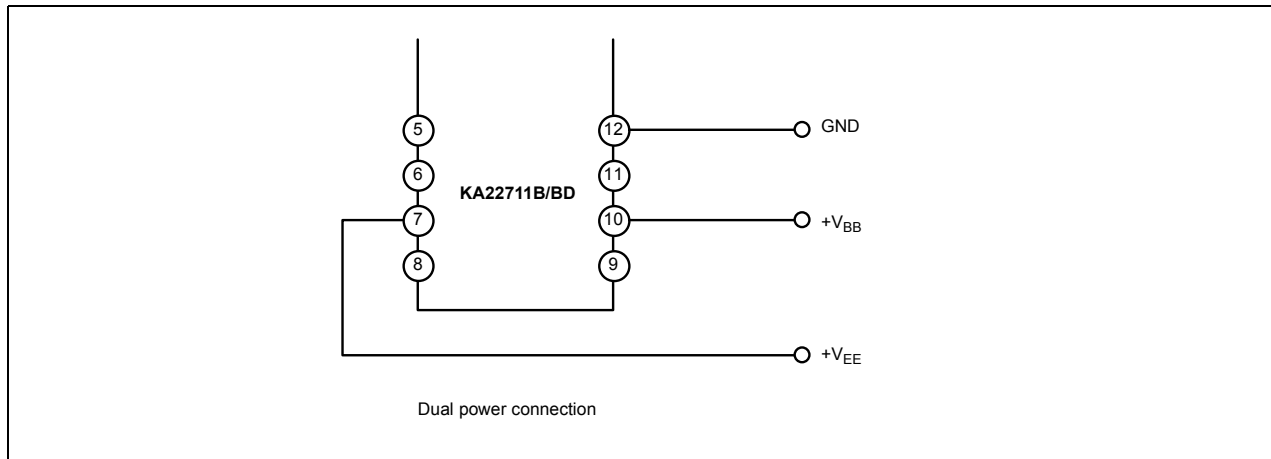 5 12 GND
6 11
KA22711B/BD
7 10 +VBB
8 9
+VEE
Dual power connection